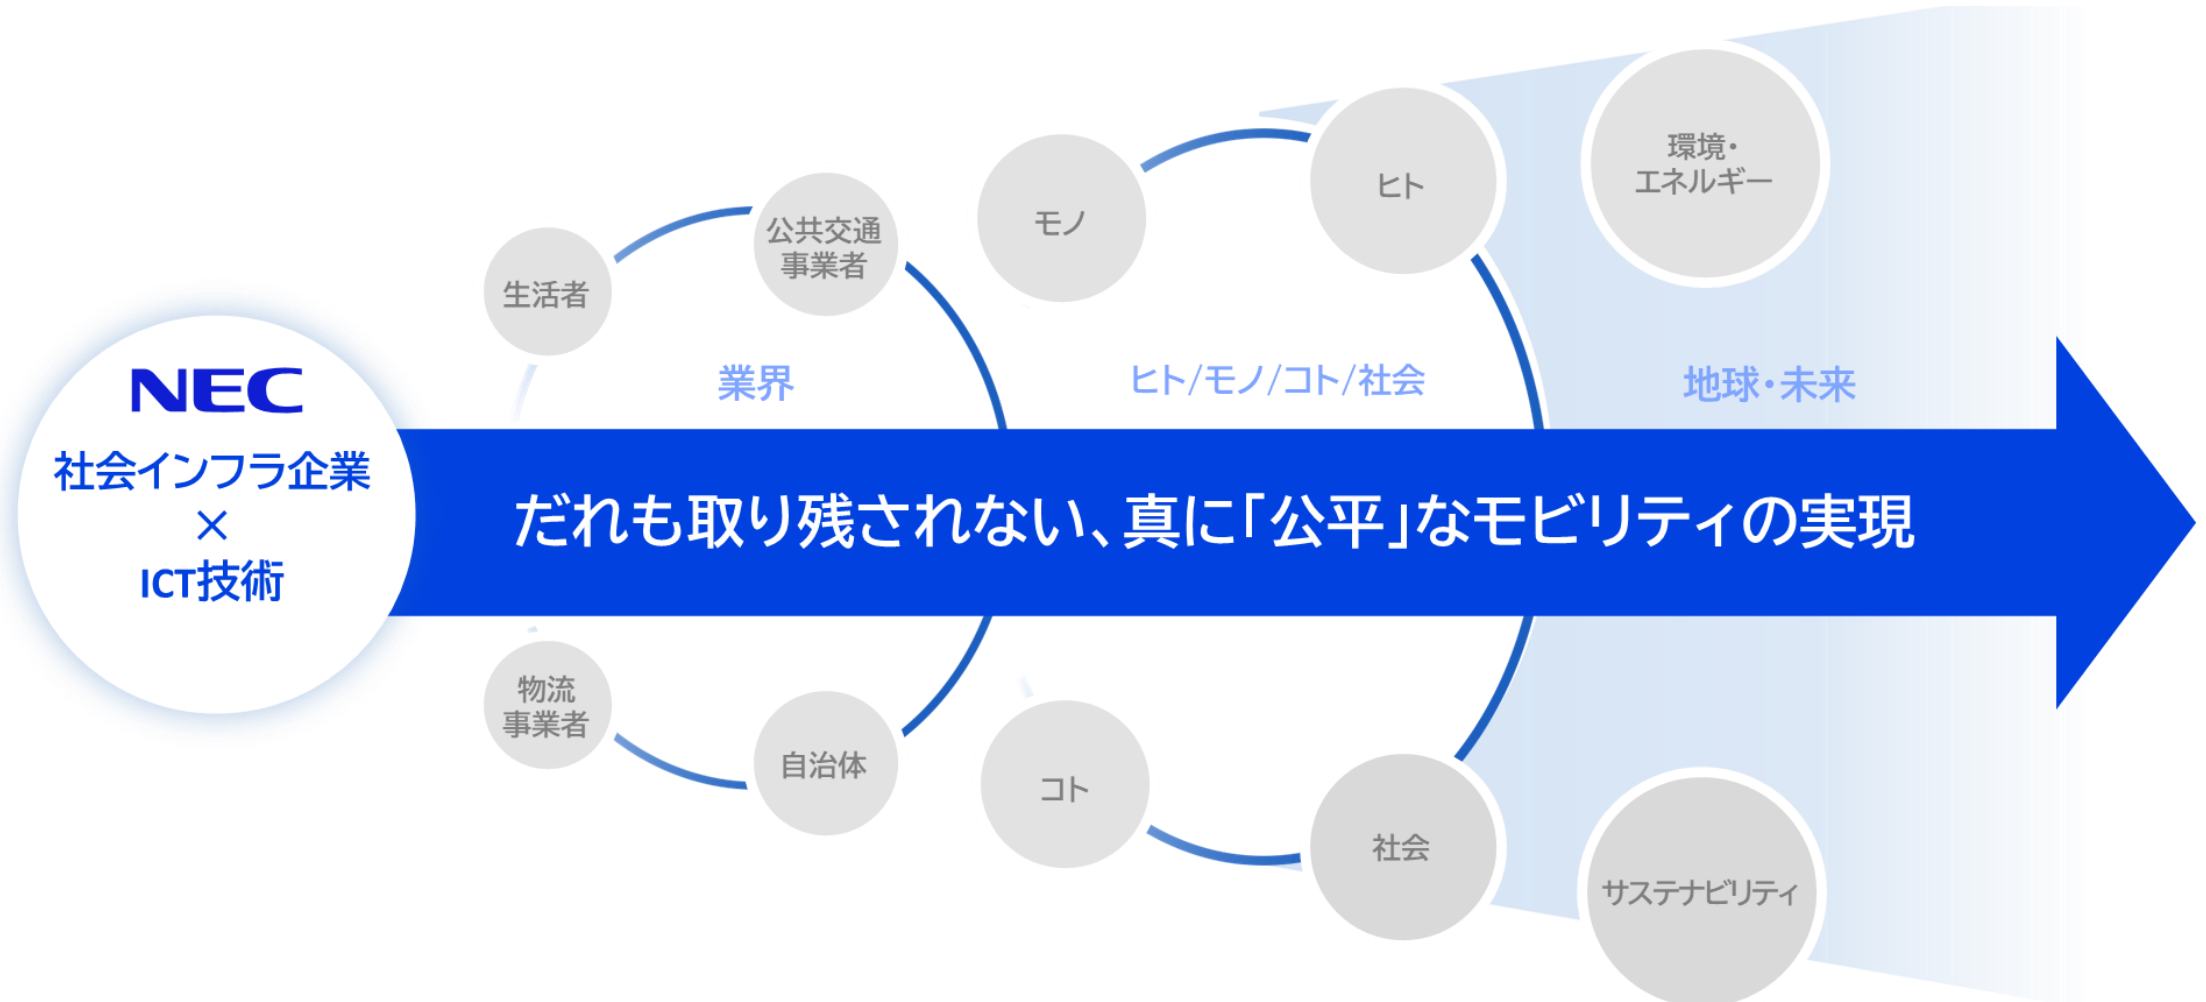 NEC
社会インフラ企業
×
ICT技術
生活者
公共交通
事業者
業界
物流
事業者
自治体
モノ
ヒト
ヒト/モノ/コト/社会
コト
社会
環境・
エネルギー
地球・未来
サステナビリティ
だれも取り残されない、真に「公平」なモビリティの実現